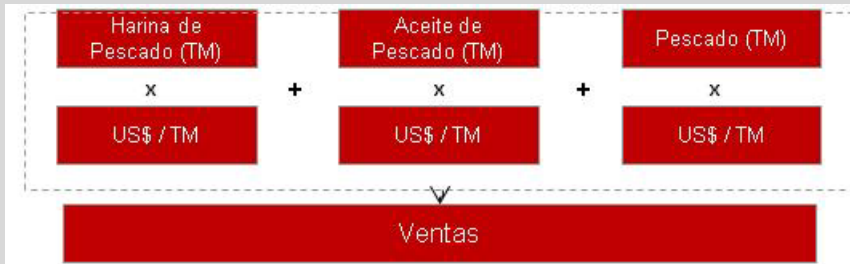 Harina de
Pescado (TM)
Aceite de
Pescado (TM)
Pescado (TM)
x
+
x
+
x
US$ / TM
US$ / TM
US$ / TM
Ventas